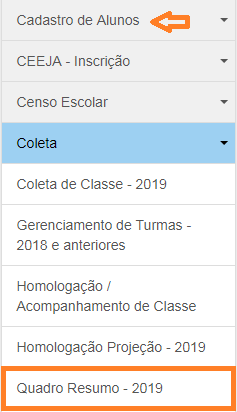 Cadastro de Alunos
CEEJA - Inscrição
Censo Escolar
Coleta
Coleta de Classe - 2019
Gerenciamento de Turmas -
2018 e anteriores
Homologação /
Acompanhamento de Classe
Homologação Projeção - 2019
Quadro Resumo - 2019